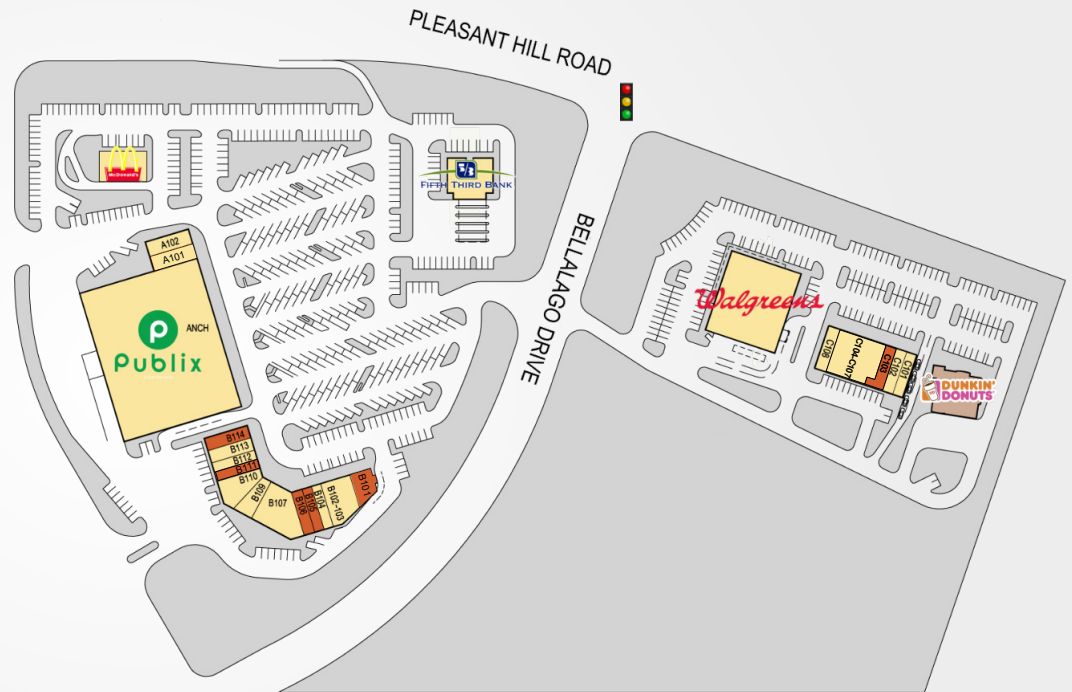 PLEASANT HILL ROAD
McDonald's
FIFTH THIRD BANK
BELLALAGO DRIVE
A102
A101
ANCH
Publix
Walgreens
C108
C104-C107
C103
C102
C101
DUNKIN'
DONUTS
B114
B113
B112
B111
B110
B109
B107
B106
B105
B104
B102-103
B101